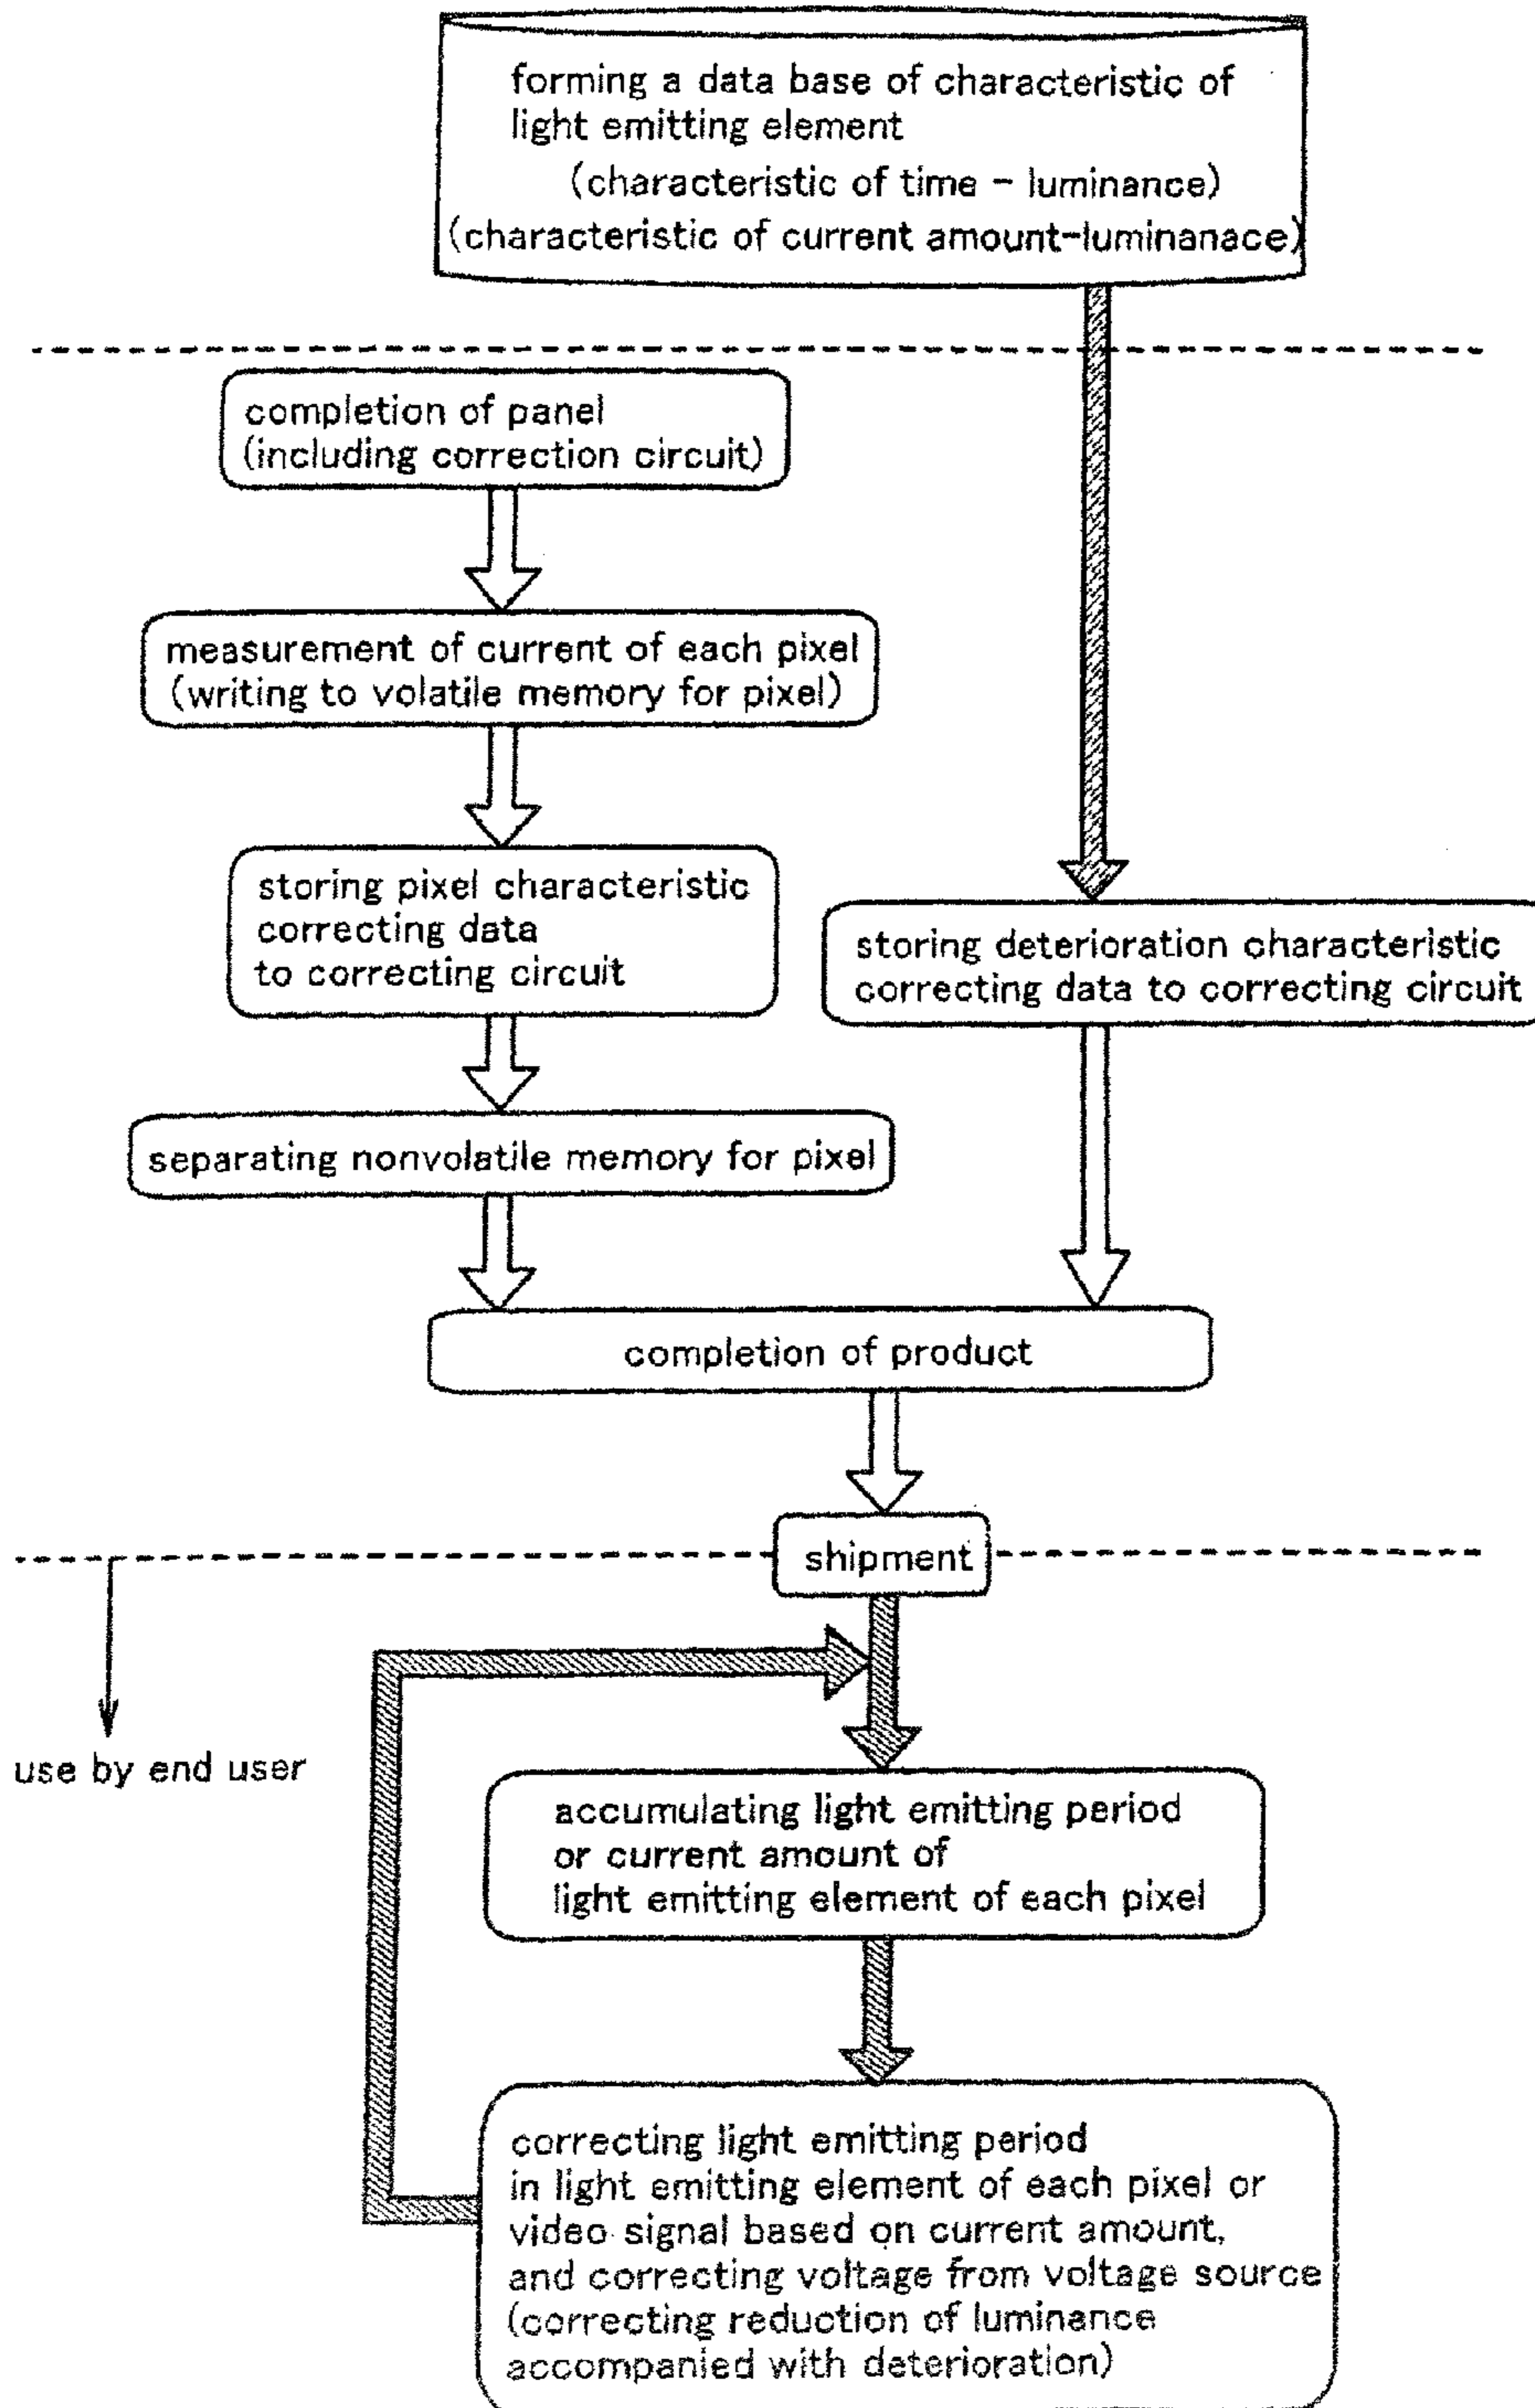 forming a data base of characteristic of
light emitting element
(characteristic of time - luminance)
(characteristic of current amount-luminanace)
completion of panel
(including correction circuit)
measurement of current of each pixel
(writing to volatile memory for pixel)
storing pixel characteristic
correcting data
to correcting circuit
storing deterioration characteristic
correcting data to correcting circuit
separating nonvolatile memory for pixel
completion of product
shipment
use by end user
accumulating light emitting period
or current amount of
light emitting element of each pixel
correcting light emitting period
in light emitting element of each pixel or
video signal based on current amount,
and correcting voltage from voltage source
(correcting reduction of luminance
accompanied with deterioration)